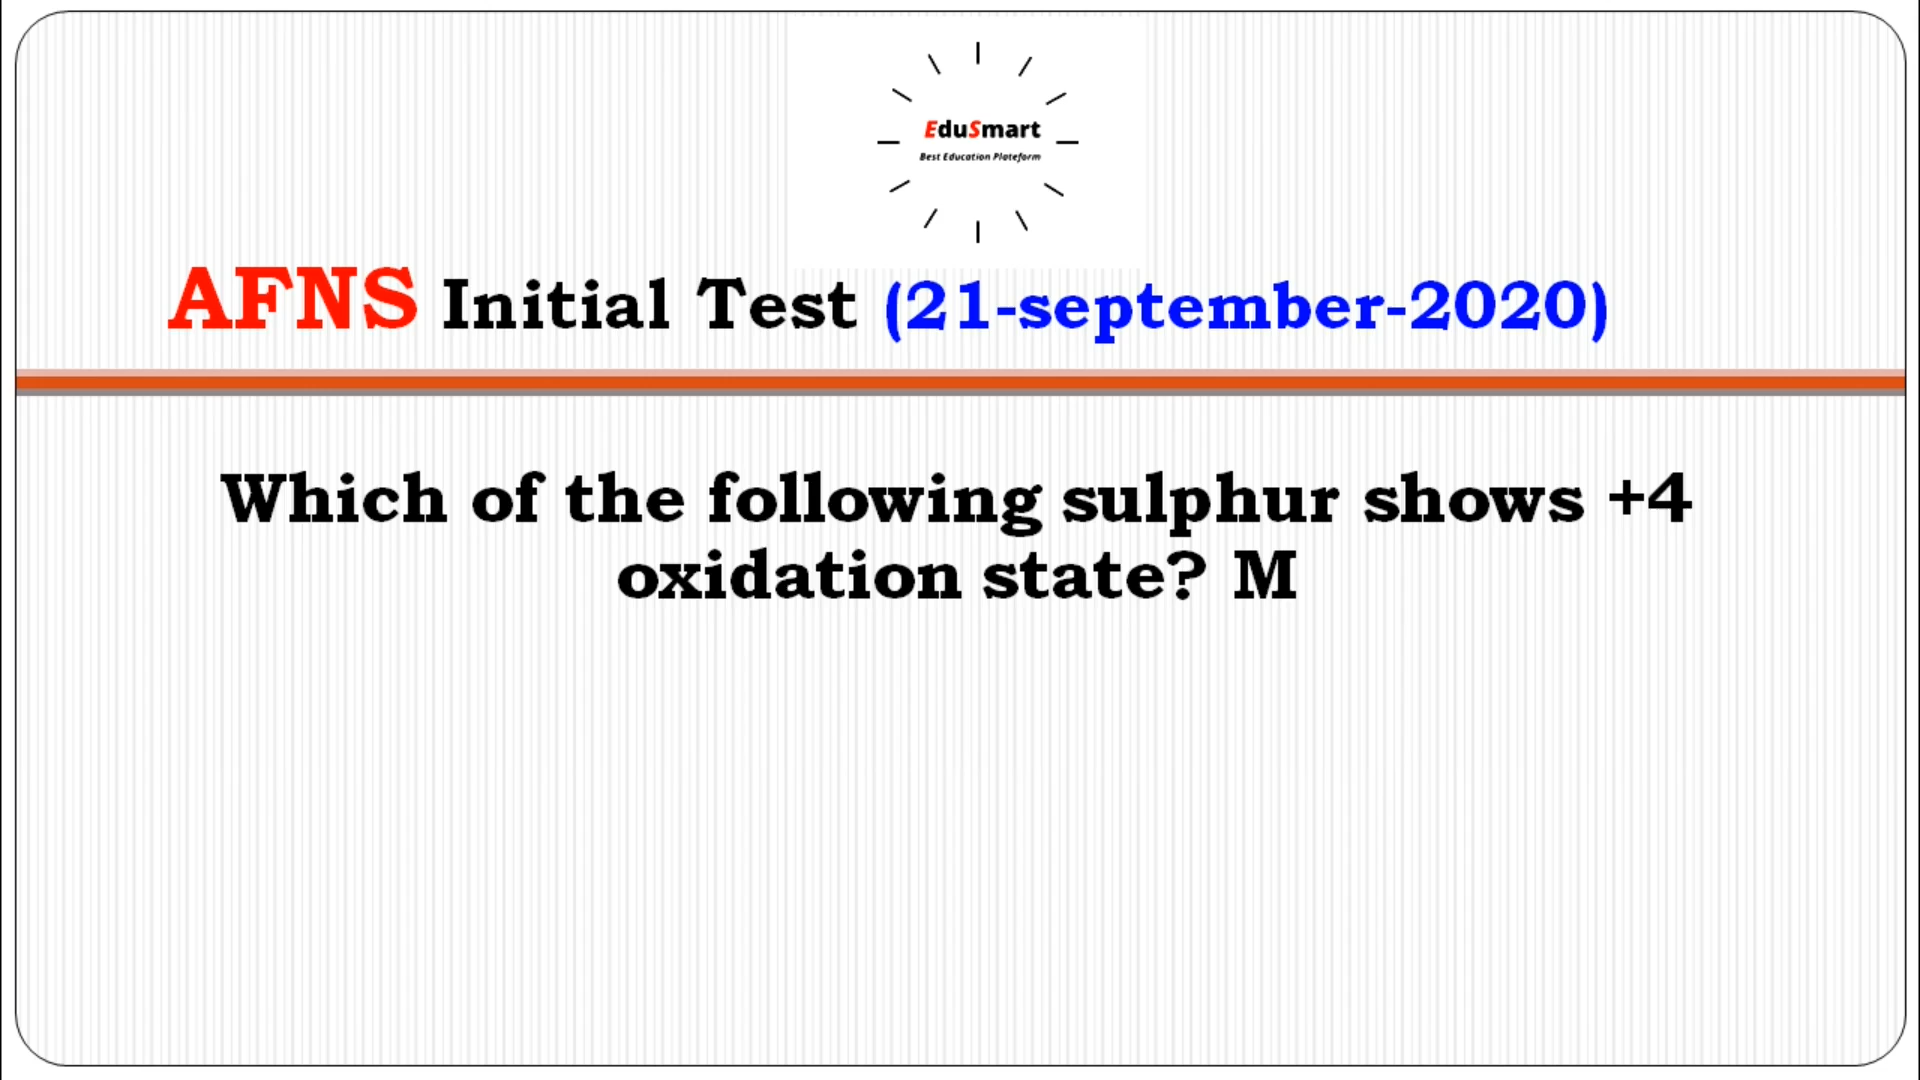 EduSmart
Best Education Plateform
AFNS Initial Test (21-september-2020)
Which of the following sulphur shows +4
oxidation state? M